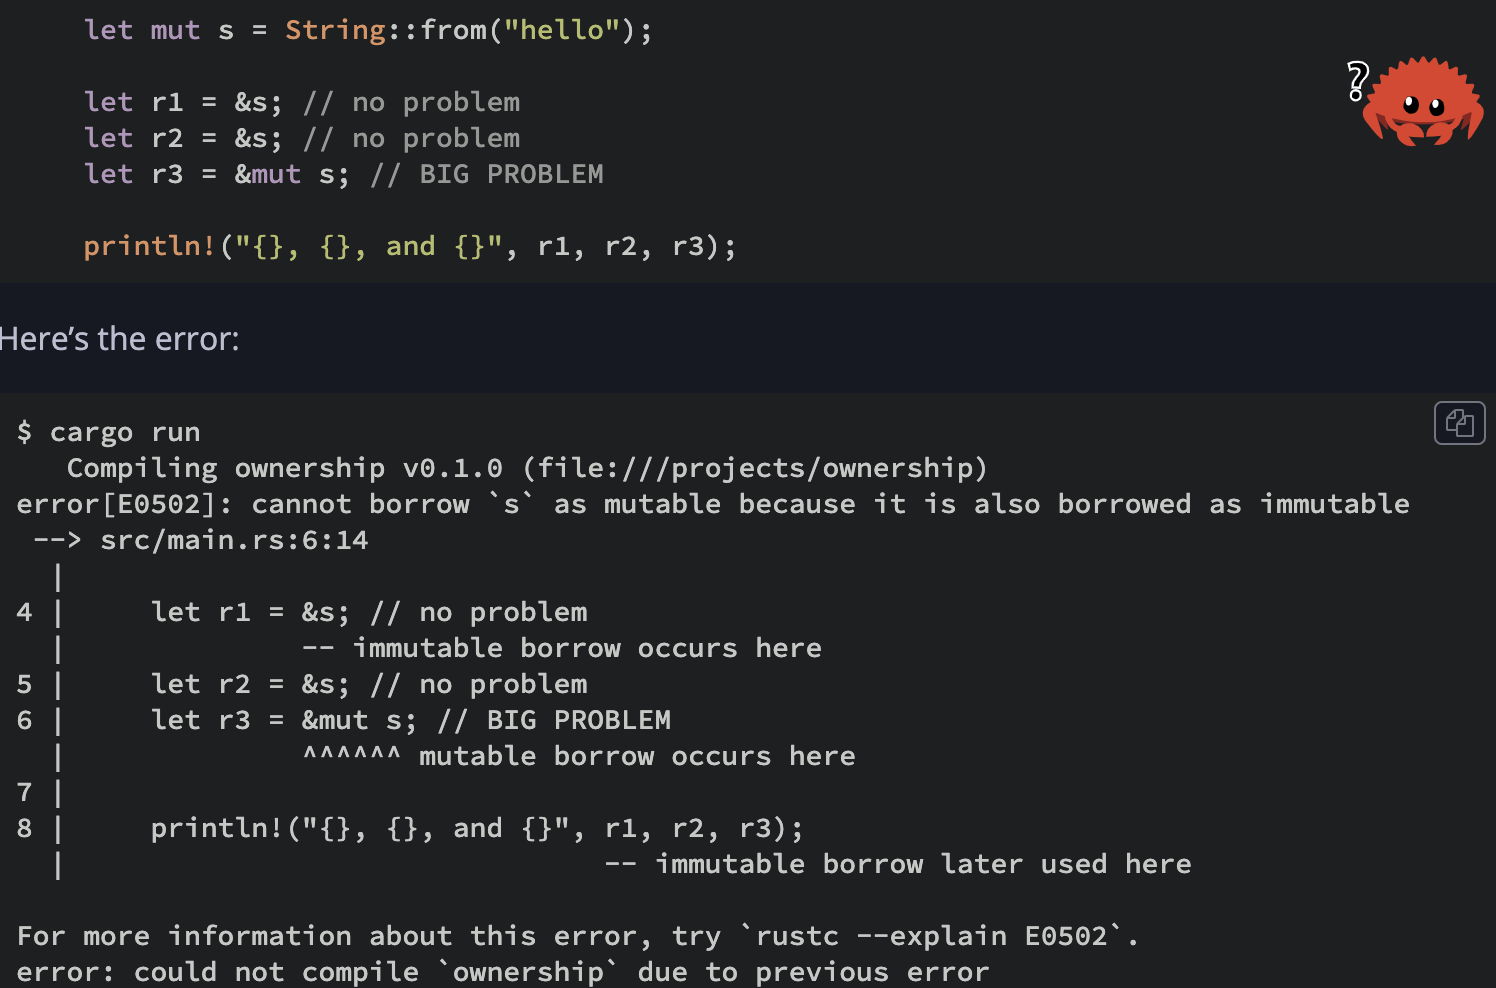 let mut s = String::from("hello");
?
let r1 = &s; // no problem
let r2 = &s; // no problem
let r3 = &mut s; // BIG PROBLEM
println!("{}, {}, and {}", r1, r2, r3);
Here’s the error:
$ cargo run
   Compiling ownership v0.1.0 (file:///projects/ownership)
error[E0502]: cannot borrow `s` as mutable because it is also borrowed as immutable
 --> src/main.rs:6:14
  |
4 |     let r1 = &s; // no problem
  |              -- immutable borrow occurs here
5 |     let r2 = &s; // no problem
6 |     let r3 = &mut s; // BIG PROBLEM
  |              ^^^^^^ mutable borrow occurs here
7 |
8 |     println!("{}, {}, and {}", r1, r2, r3);
  |                                -- immutable borrow later used here
For more information about this error, try `rustc --explain E0502`.
error: could not compile `ownership` due to previous error